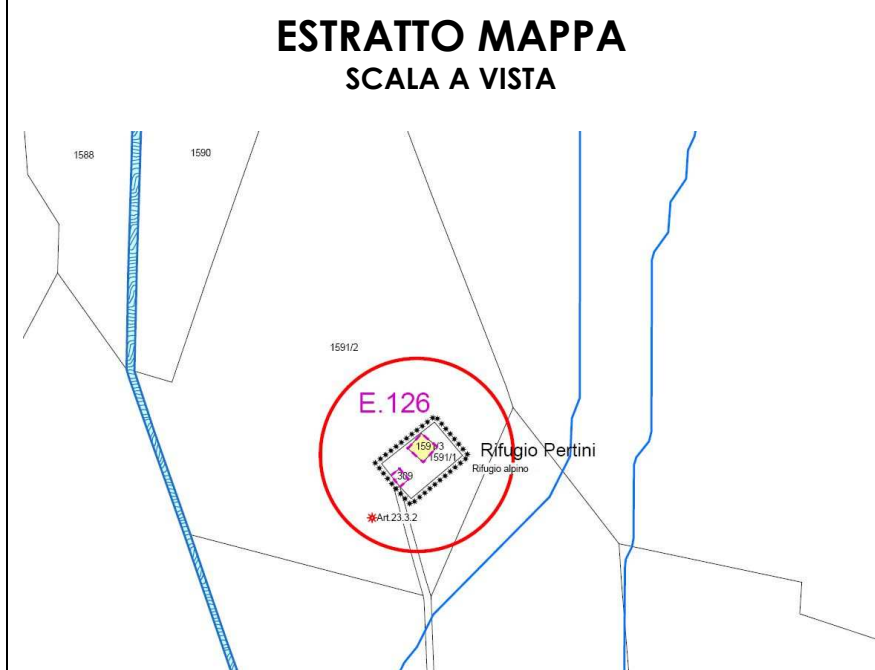 ESTRATTO MAPPA
SCALA A VISTA
1588
1590
1591/2
E.126
1591/3
1591/1
Rifugio Pertini
Rifugio alpino
309
Art.23.3.2